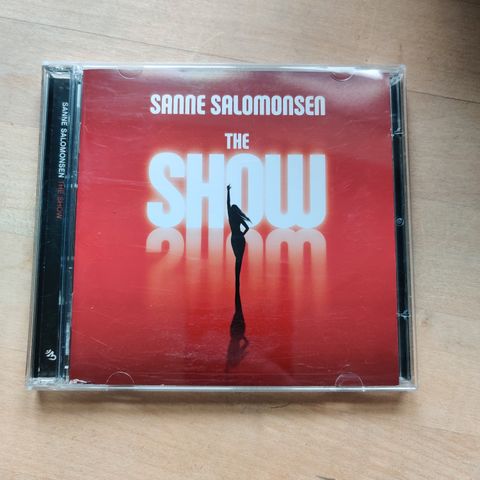 SANNE SALOMONSEN
THE
SHOW
SANNE SALOMONSEN THE SHOW